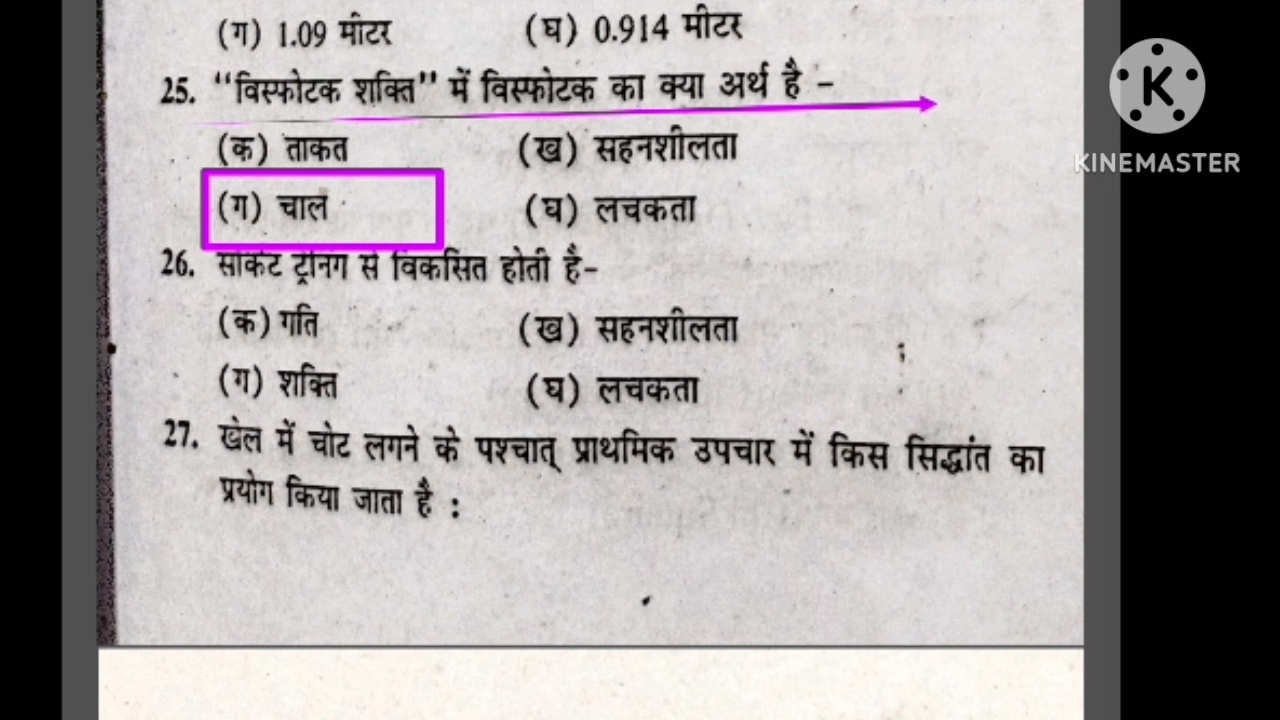 (ग) 1.09 मीटर (घ) 0.914 मीटर
25. “विस्फोटक शक्ति” में विस्फोटक का क्या अर्थ है -
(क) ताकत (ख) सहनशीलता
(ग) चाल (घ) लचकता
26. सर्किट ट्रेनिंग से विकसित होती है-
(क) गति (ख) सहनशीलता
(ग) शक्ति (घ) लचकता
27. खेल में चोट लगने के पश्चात् प्राथमिक उपचार में किस सिद्धांत का
प्रयोग किया जाता है :
K
KINEMASTER